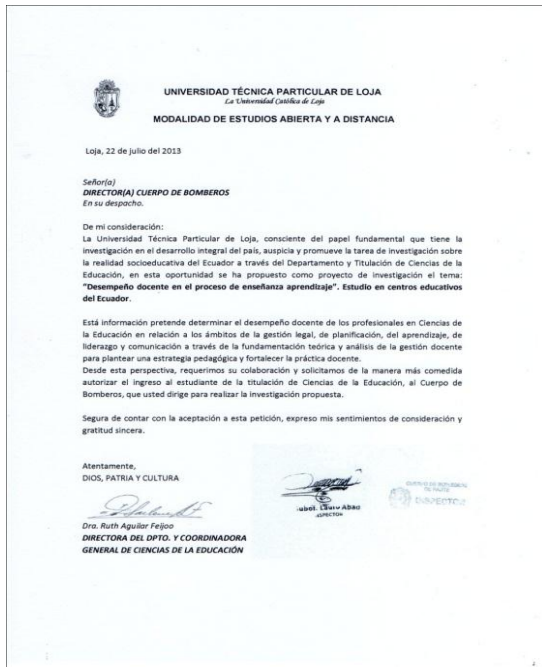 UNIVERSIDAD TÉCNICA PARTICULAR DE LOJA
La Universidad Católica de Loja
MODALIDAD DE ESTUDIOS ABIERTA Y A DISTANCIA
Loja, 22 de julio del 2013
Señor(a)
DIRECTOR(A) CUERPO DE BOMBEROS
En su despacho.
De mi consideración:
La Universidad Técnica Particular de Loja, consciente del papel fundamental que tiene la
investigación en el desarrollo integral del país, auspicia y promueve la tarea de investigación sobre
la realidad socioeducativa del Ecuador a través del Departamento y Titulación de Ciencias de la
Educación, en esta oportunidad se ha propuesto como proyecto de investigación el tema:
"Desempeño docente en el proceso de enseñanza aprendizaje". Estudio en centros educativos
del Ecuador.
Está información pretende determinar el desempeño docente de los profesionales en Ciencias de
la Educación en relación a los ámbitos de la gestión legal, de planificación, del aprendizaje, de
liderazgo y comunicación a través de la fundamentación teórica y análisis de la gestión docente
para plantear una estrategia pedagógica y fortalecer la práctica docente.
Desde esta perspectiva, requerimos su colaboración y solicitamos de la manera más comedida
autorizar el ingreso al estudiante de la titulación de Ciencias de la Educación, al Cuerpo de
Bomberos, que usted dirige para realizar la investigación propuesta.
Segura de contar con la aceptación a esta petición, expreso mis sentimientos de consideración y
gratitud sincera.
Atentamente,
DIOS, PATRIA Y CULTURA
Dra. Ruth Aguilar Feijoo
DIRECTORA DEL DPTO. Y COORDINADORA
GENERAL DE CIENCIAS DE LA EDUCACIÓN
Lauro Abad
INSPECTOR